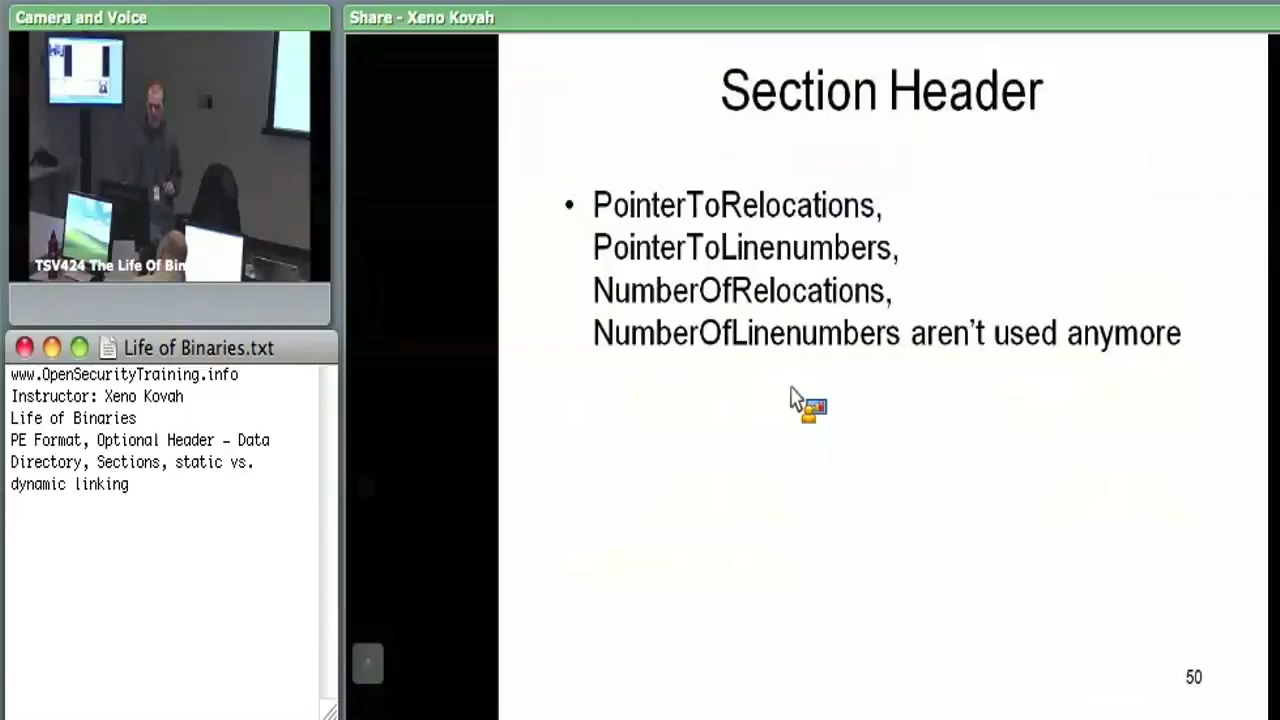 Camera and Voice
TSV424 The Life Of Bin
Life of Binaries.txt
www.OpenSecurityTraining.info
Instructor: Xeno Kovah
Life of Binaries
PE Format, Optional Header – Data
Directory, Sections, static vs.
dynamic linking
Share - Xeno Kovah
Section Header
• PointerToRelocations,
PointerToLinenumbers,
NumberOfRelocations,
NumberOfLinenumbers aren't used anymore
50